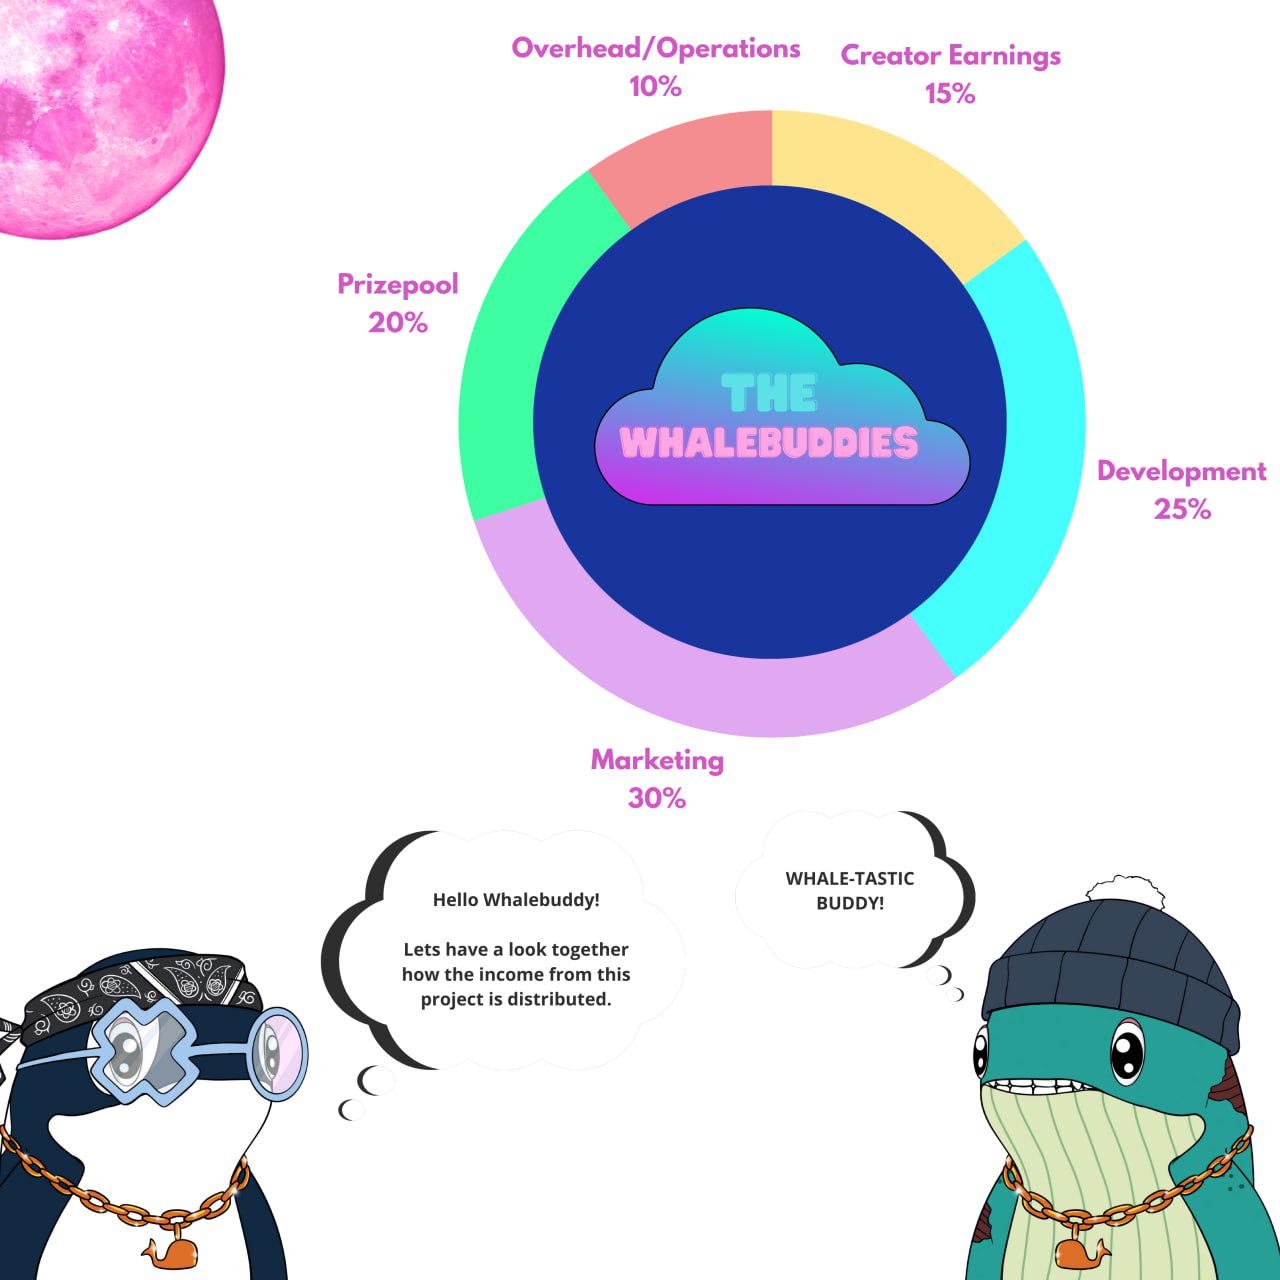 Overhead/Operations
10%
Creator Earnings
15%
Prizepool
20%
THE
WHALEBUDDIES
Development
25%
Marketing
30%
Hello Whalebuddy!
Lets have a look together
how the income from this
project is distributed.
WHALE-TASTIC
BUDDY!